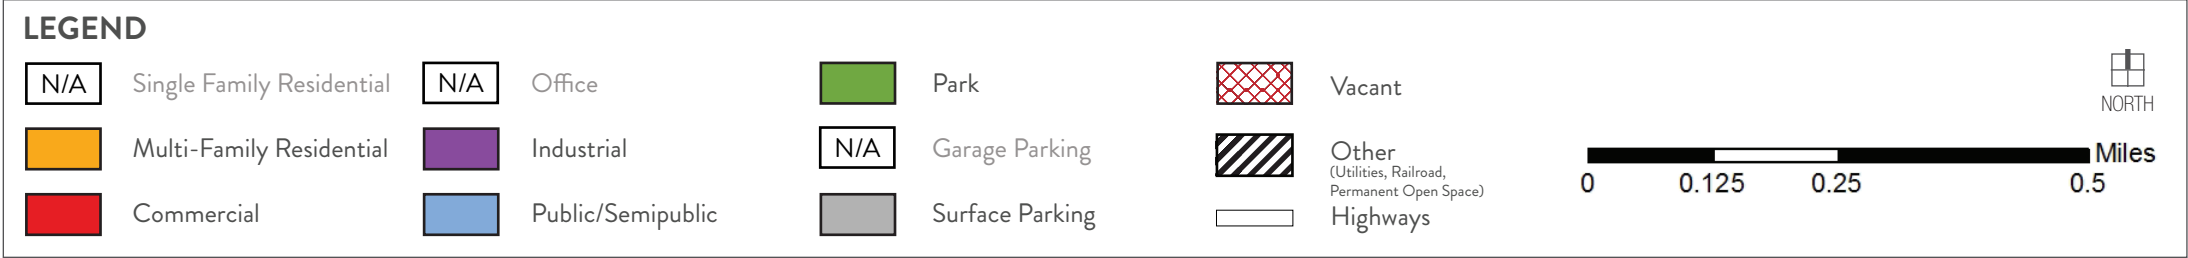 LEGEND
N/A Single Family Residential
Multi-Family Residential
Commercial
N/A Office
Industrial
Public/Semipublic
Park
N/A Garage Parking
Surface Parking
Vacant
Other
(Utilities, Railroad,
Permanent Open Space)
Highways
NORTH
Miles
0 0.125 0.25 0.5